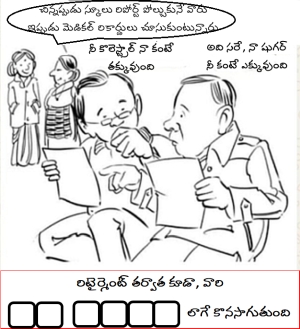 చిన్నప్పుడు స్కూలు రిపోర్ట్ పోల్చుకునే వారు
ఇప్పుడు మెడికల్ రికార్డులు చూసుకుంటున్నారు
నీ కొలెస్ట్రాల్ నా కంటే
తక్కువుంది
అది సరే, నా షుగర్
నీ కంటే ఎక్కువుంది
రిటైర్మెంట్ తర్వాత కూడా, వారి
లాగే కొనసాగుతుంది